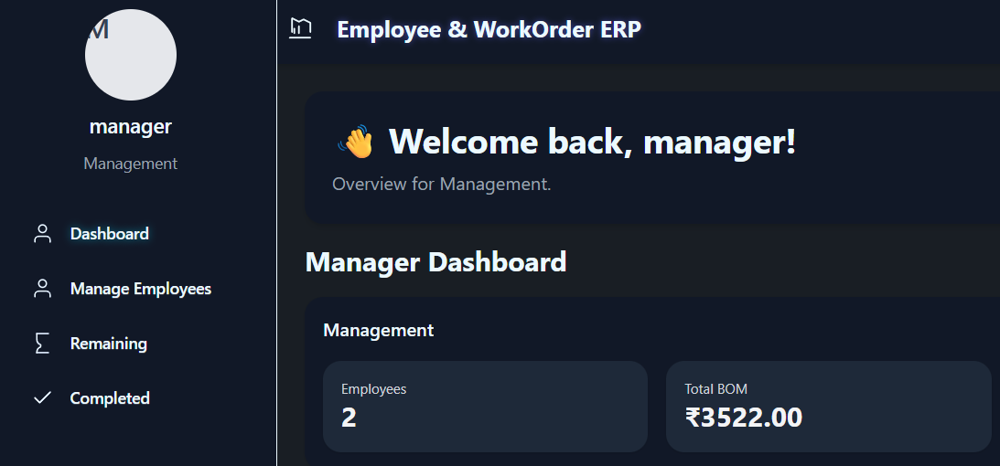 M
manager
Management
Dashboard
Manage Employees
Remaining
Completed
Employee & WorkOrder ERP
👋 Welcome back, manager!
Overview for Management.
Manager Dashboard
Management
Employees
2
Total BOM
₹3522.00